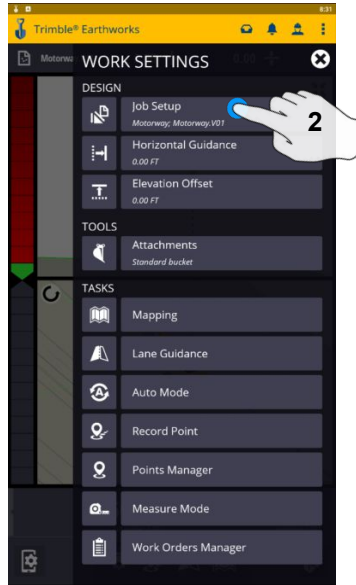 8:31
Trimble® Earthworks
Motorwa
WORK SETTINGS
0.00
DESIGN
Job Setup
Motorway; Motorway.V01
2
Horizontal Guidance
0.00 FT
Elevation Offset
0.00 FT
TOOLS
Attachments
Standard bucket
TASKS
Mapping
Lane Guidance
Auto Mode
Record Point
Points Manager
Measure Mode
Work Orders Manager